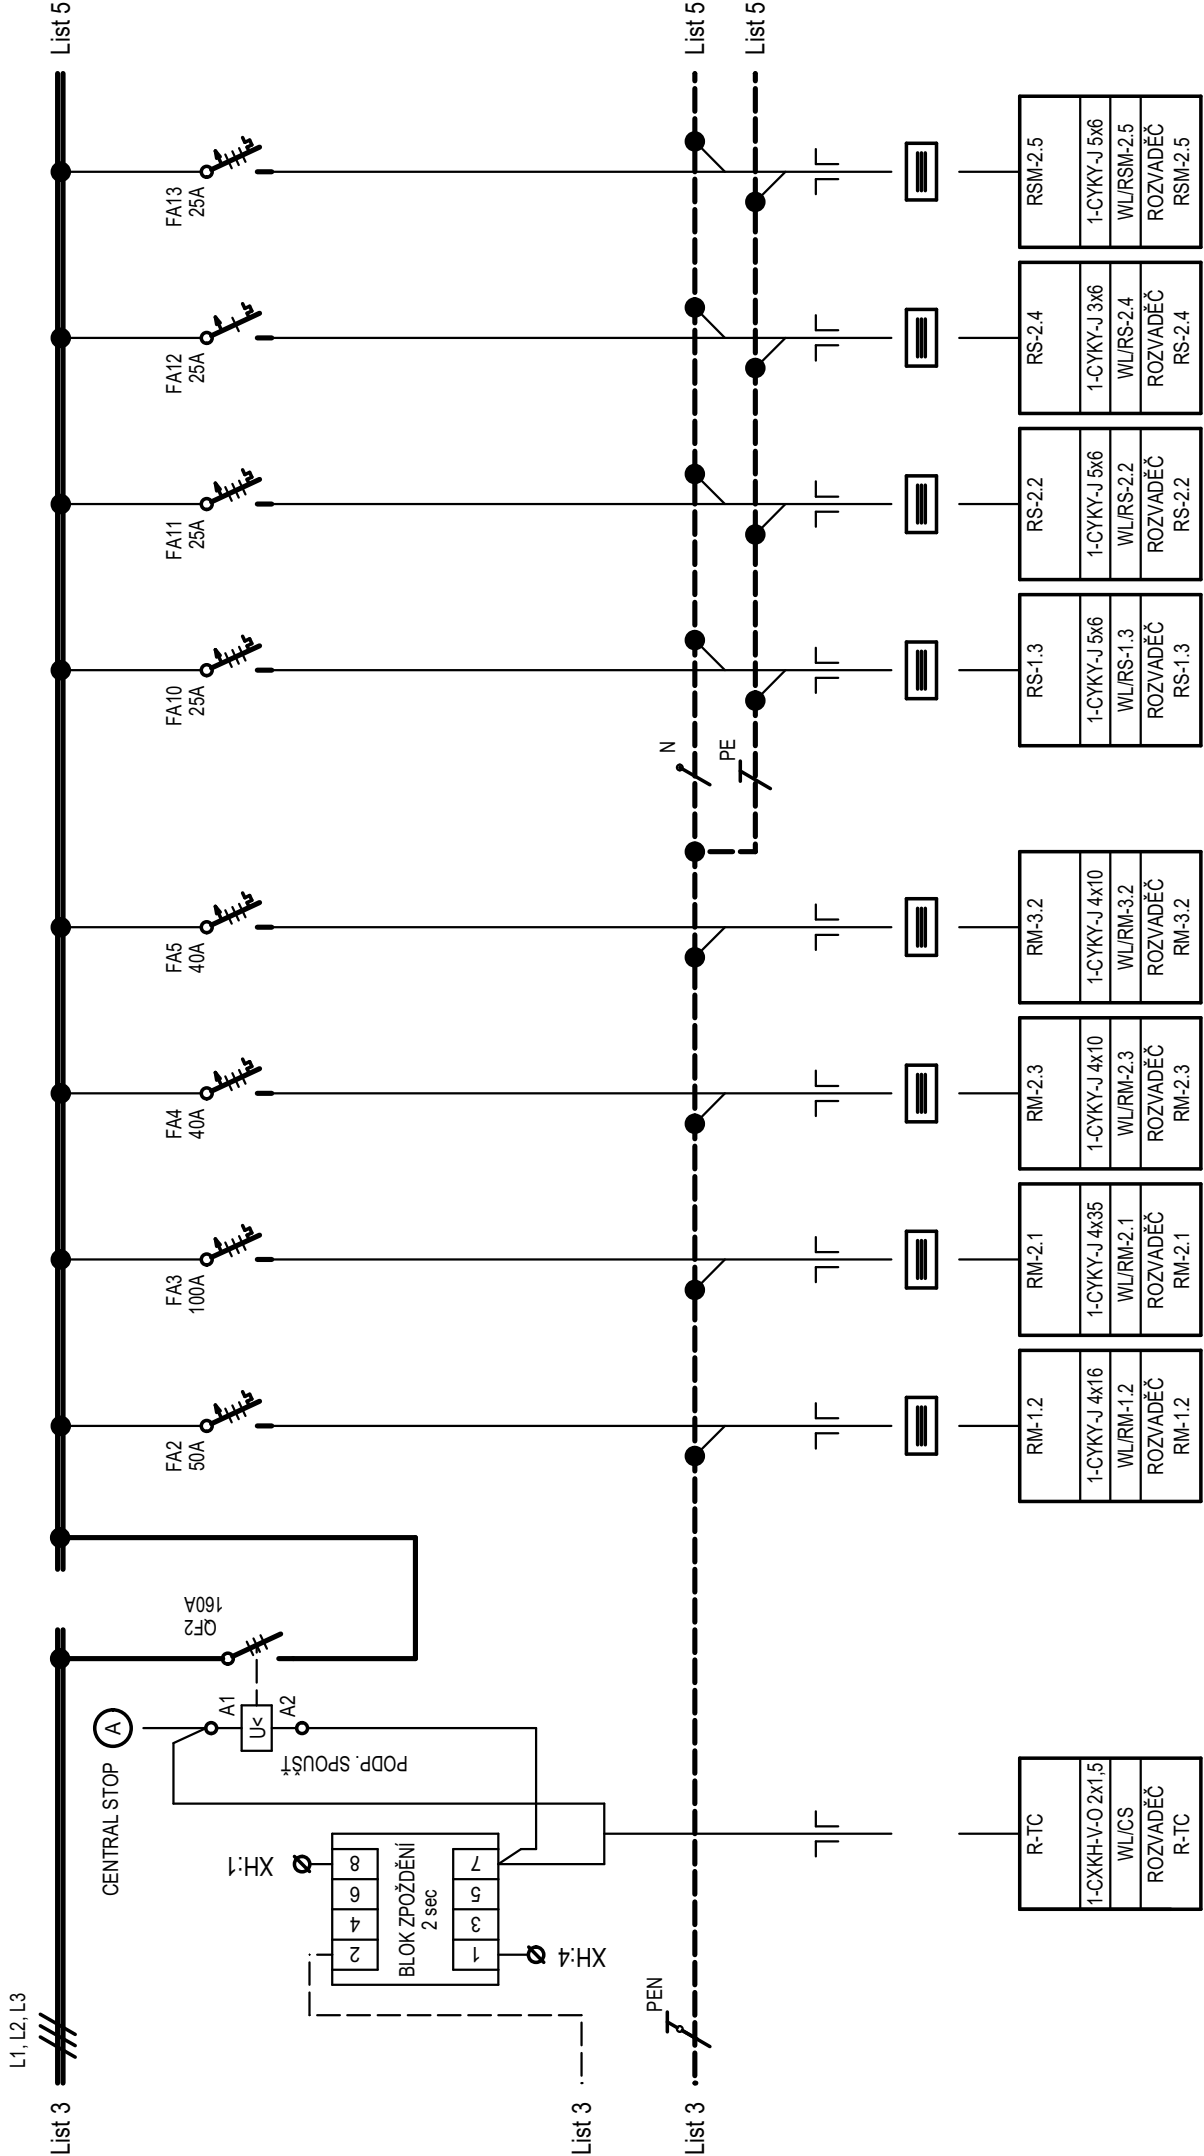 List 3
L1, L2, L3
List 5
CENTRAL STOP
A
A1
U<
A2
PODP. SPOUŠŤ
QF2
160A
XH:1
8
6
4
2
BLOK ZPOŽDĚNÍ
2 sec
7
5
3
1
XH:4
List 3
FA2
50A
FA3
100A
FA4
40A
FA5
40A
FA10
25A
FA11
25A
FA12
25A
FA13
25A
List 3
PEN
N
List 5
PE
List 5
R-TC
1-CXKH-V-O 2x1,5
WL/CS
ROZVADĚČ
R-TC
RM-1.2
1-CYKY-J 4x16
WL/RM-1.2
ROZVADĚČ
RM-1.2
RM-2.1
1-CYKY-J 4x35
WL/RM-2.1
ROZVADĚČ
RM-2.1
RM-2.3
1-CYKY-J 4x10
WL/RM-2.3
ROZVADĚČ
RM-2.3
RM-3.2
1-CYKY-J 4x10
WL/RM-3.2
ROZVADĚČ
RM-3.2
RS-1.3
1-CYKY-J 5x6
WL/RS-1.3
ROZVADĚČ
RS-1.3
RS-2.2
1-CYKY-J 5x6
WL/RS-2.2
ROZVADĚČ
RS-2.2
RS-2.4
1-CYKY-J 3x6
WL/RS-2.4
ROZVADĚČ
RS-2.4
RSM-2.5
1-CYKY-J 5x6
WL/RSM-2.5
ROZVADĚČ
RSM-2.5